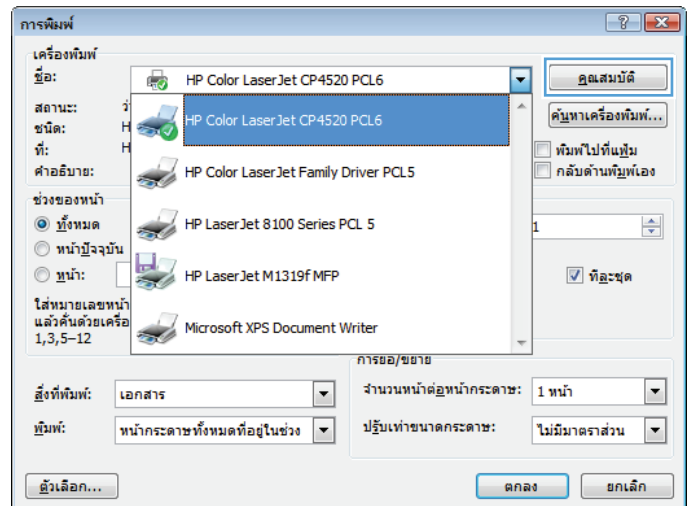 การพิมพ์
เครื่องพิมพ์
ชื่อ:
HP Color LaserJet CP4520 PCL6
คุณสมบัติ
สถานะ:
HP Color LaserJet CP4520 PCL6
ค้นหาเครื่องพิมพ์...
ชนิด:
ที่:
พิมพ์ไปที่แฟ้ม
คำอธิบาย:
HP Color LaserJet Family Driver PCL5
กลับด้านพิมพ์เอง
ช่วงของหน้า
ทั้งหมด
HP LaserJet 8100 Series PCL 5
1
หน้าปัจจุบัน
หน้า:
HP LaserJet M1319f MFP
ทีละชุด
ใส่หมายเลขหน้า
แล้วคั่นด้วยเครื่อ
1,3,5–12
Microsoft XPS Document Writer
การย่อ/ขยาย
สิ่งที่พิมพ์:
เอกสาร
จำนวนหน้าต่อหน้ากระดาษ:
1 หน้า
พิมพ์:
หน้ากระดาษทั้งหมดที่อยู่ในช่วง
ปรับเท่าขนาดกระดาษ:
ไม่มีมาตราส่วน
ตัวเลือก...
ตกลง
ยกเลิก